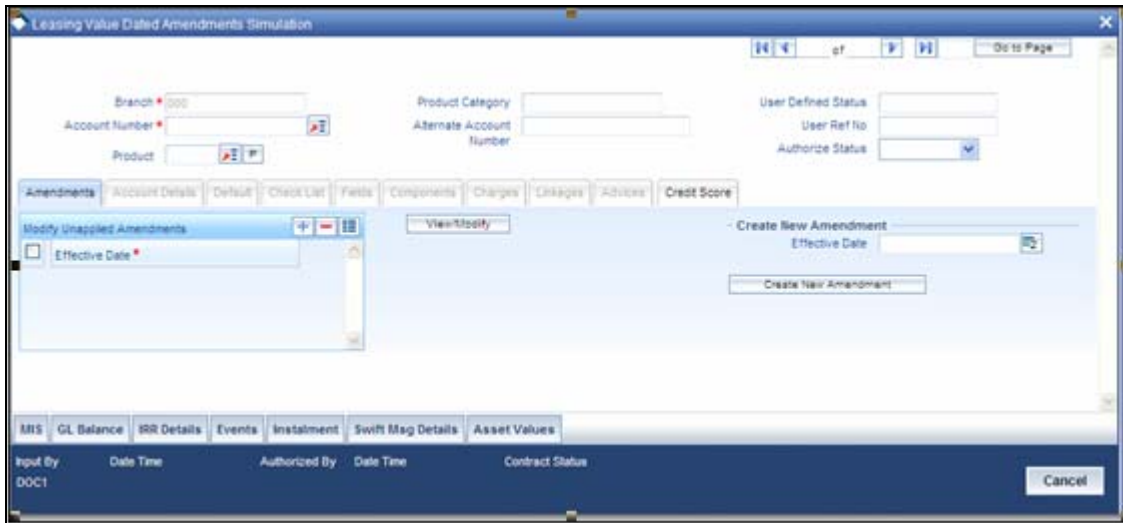 Leasing Value Dated Amendments Simulation
of Go to Page
Branch * 000 Product Category User Defined Status
Account Number * Alternate Account Number User Ref No
Product Authorize Status
Amendments Account Details Default Check List Fields Components Charges Linkages Advices Credit Score
Modify Unapplied Amendments View/Modify Create New Amendment
Effective Date * Effective Date
Create New Amendment
MIS GL Balance IRR Details Events Instalment Swift Msg Details Asset Values
Input By Date Time Authorized By Date Time Contract Status
DOC1 Cancel